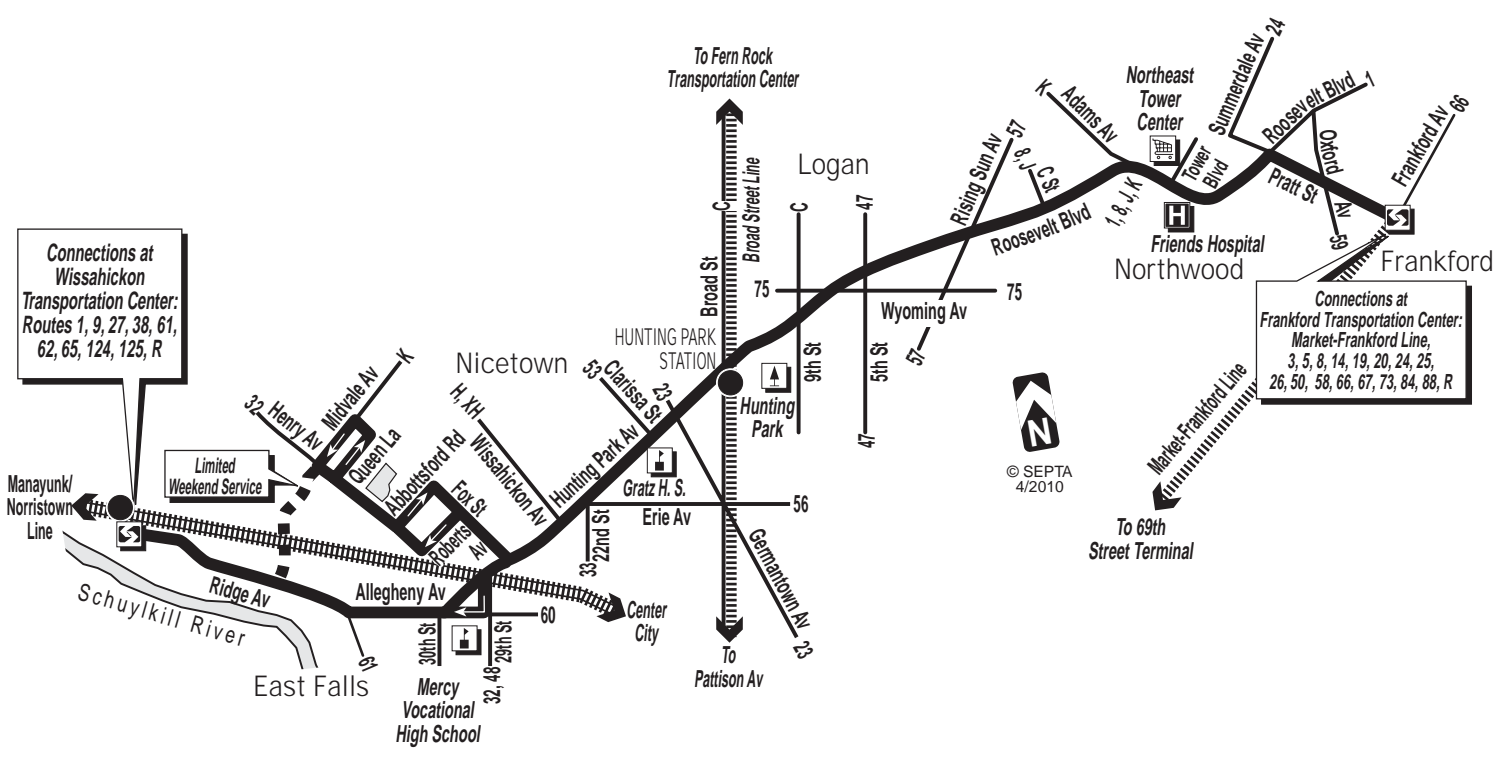 To Fern Rock
Transportation Center
Northeast
Tower
Center
Summerdale Av
24
Roosevelt Blvd
1
K
Adams Av
Frankford Av
66
Oxford
Av
59
Tower
Blvd
Pratt St
Logan
Rising Sun Av
57
8, J
C St
1, 8, J, K
Roosevelt Blvd
Friends Hospital
Northwood
Frankford
C
Broad Street Line
Broad St
C
47
75
75
Wyoming Av
57
9th St
5th St
47
Connections at
Wissahickon
Transportation Center:
Routes 1, 9, 27, 38, 61,
62, 65, 124, 125, R
Connections at
Frankford Transportation Center:
Market-Frankford Line,
3, 5, 8, 14, 19, 20, 24, 25,
26, 50, 58, 66, 67, 73, 84, 88, R
HUNTING PARK
STATION
Nicetown
53
Clarissa St
23
Hunting
Park
Midvale Av
K
32
Henry Av
Queen La
H, XH
Wissahickon Av
Hunting Park Av
Gratz H. S.
Abbottsford Rd
Fox St
Roberts
Av
Limited
Weekend Service
N
© SEPTA
4/2010
Market-Frankford Line
To 69th
Street Terminal
Manayunk/
Norristown
Line
Erie Av
56
33
22nd St
Germantown Av
23
Ridge Av
Allegheny Av
60
Center
City
Schuylkill River
61
East Falls
30th St
32, 48
29th St
Mercy
Vocational
High School
To
Pattison Av
H